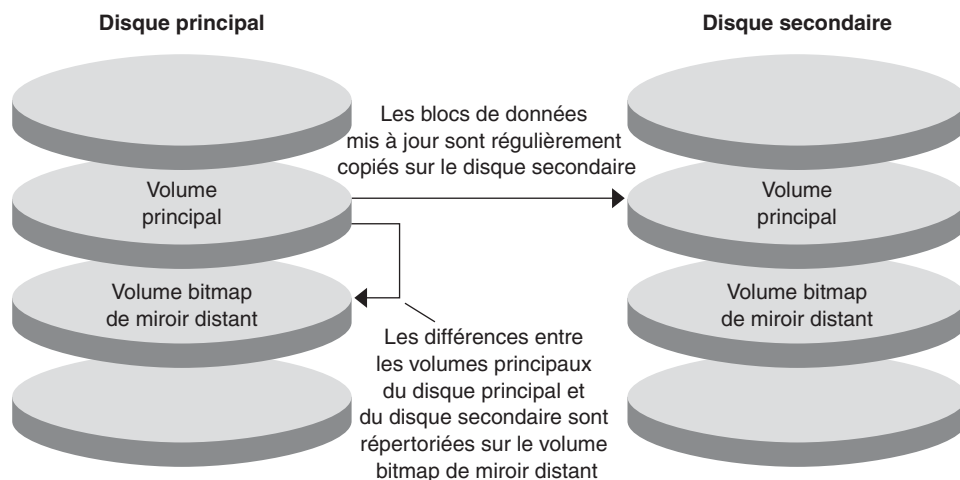 Disque principal
Disque secondaire
Les blocs de données
mis à jour sont régulièrement
copiés sur le disque secondaire
Volume
principal
Volume
principal
Volume bitmap
de miroir distant
Volume bitmap
de miroir distant
Les différences entre
les volumes principaux
du disque principal et
du disque secondaire sont
répertoriées sur le volume
bitmap de miroir distant